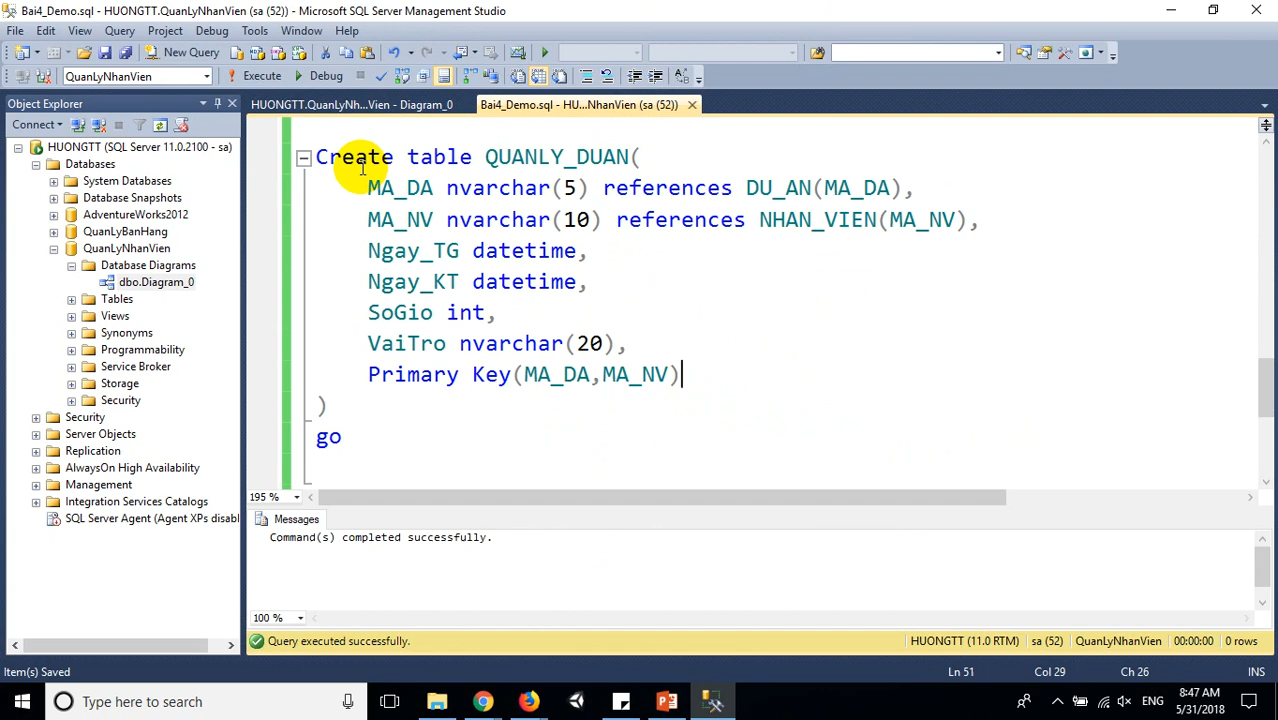 Bai4_Demo.sql - HUONGTT.QuanLyNhanVien (sa (52)) - Microsoft SQL Server Management Studio
File Edit View Query Project Debug Tools Window Help
New Query
QuanLyNhanVien Execute Debug
Object Explorer
Connect
HUONGTT (SQL Server 11.0.2100 - sa)
Databases
System Databases
Database Snapshots
AdventureWorks2012
QuanLyBanHang
QuanLyNhanVien
Database Diagrams
dbo.Diagram_0
Tables
Views
Synonyms
Programmability
Service Broker
Storage
Security
Security
Server Objects
Replication
AlwaysOn High Availability
Management
Integration Services Catalogs
SQL Server Agent (Agent XPs disabl
HUONGTT.QuanLyNh...Vien - Diagram_0
Bai4_Demo.sql - HU...NhanVien (sa (52))
Create table QUANLY_DUAN(
MA_DA nvarchar(5) references DU_AN(MA_DA),
MA_NV nvarchar(10) references NHAN_VIEN(MA_NV),
Ngay_TG datetime,
Ngay_KT datetime,
SoGio int,
VaiTro nvarchar(20),
Primary Key(MA_DA,MA_NV)
)
go
195 %
Messages
Command(s) completed successfully.
100 %
Query executed successfully. HUONGTT (11.0 RTM) sa (52) QuanLyNhanVien 00:00:00 0 rows
Item(s) Saved Ln 51 Col 29 Ch 26 INS
Type here to search
ENG
8:47 AM
5/31/2018